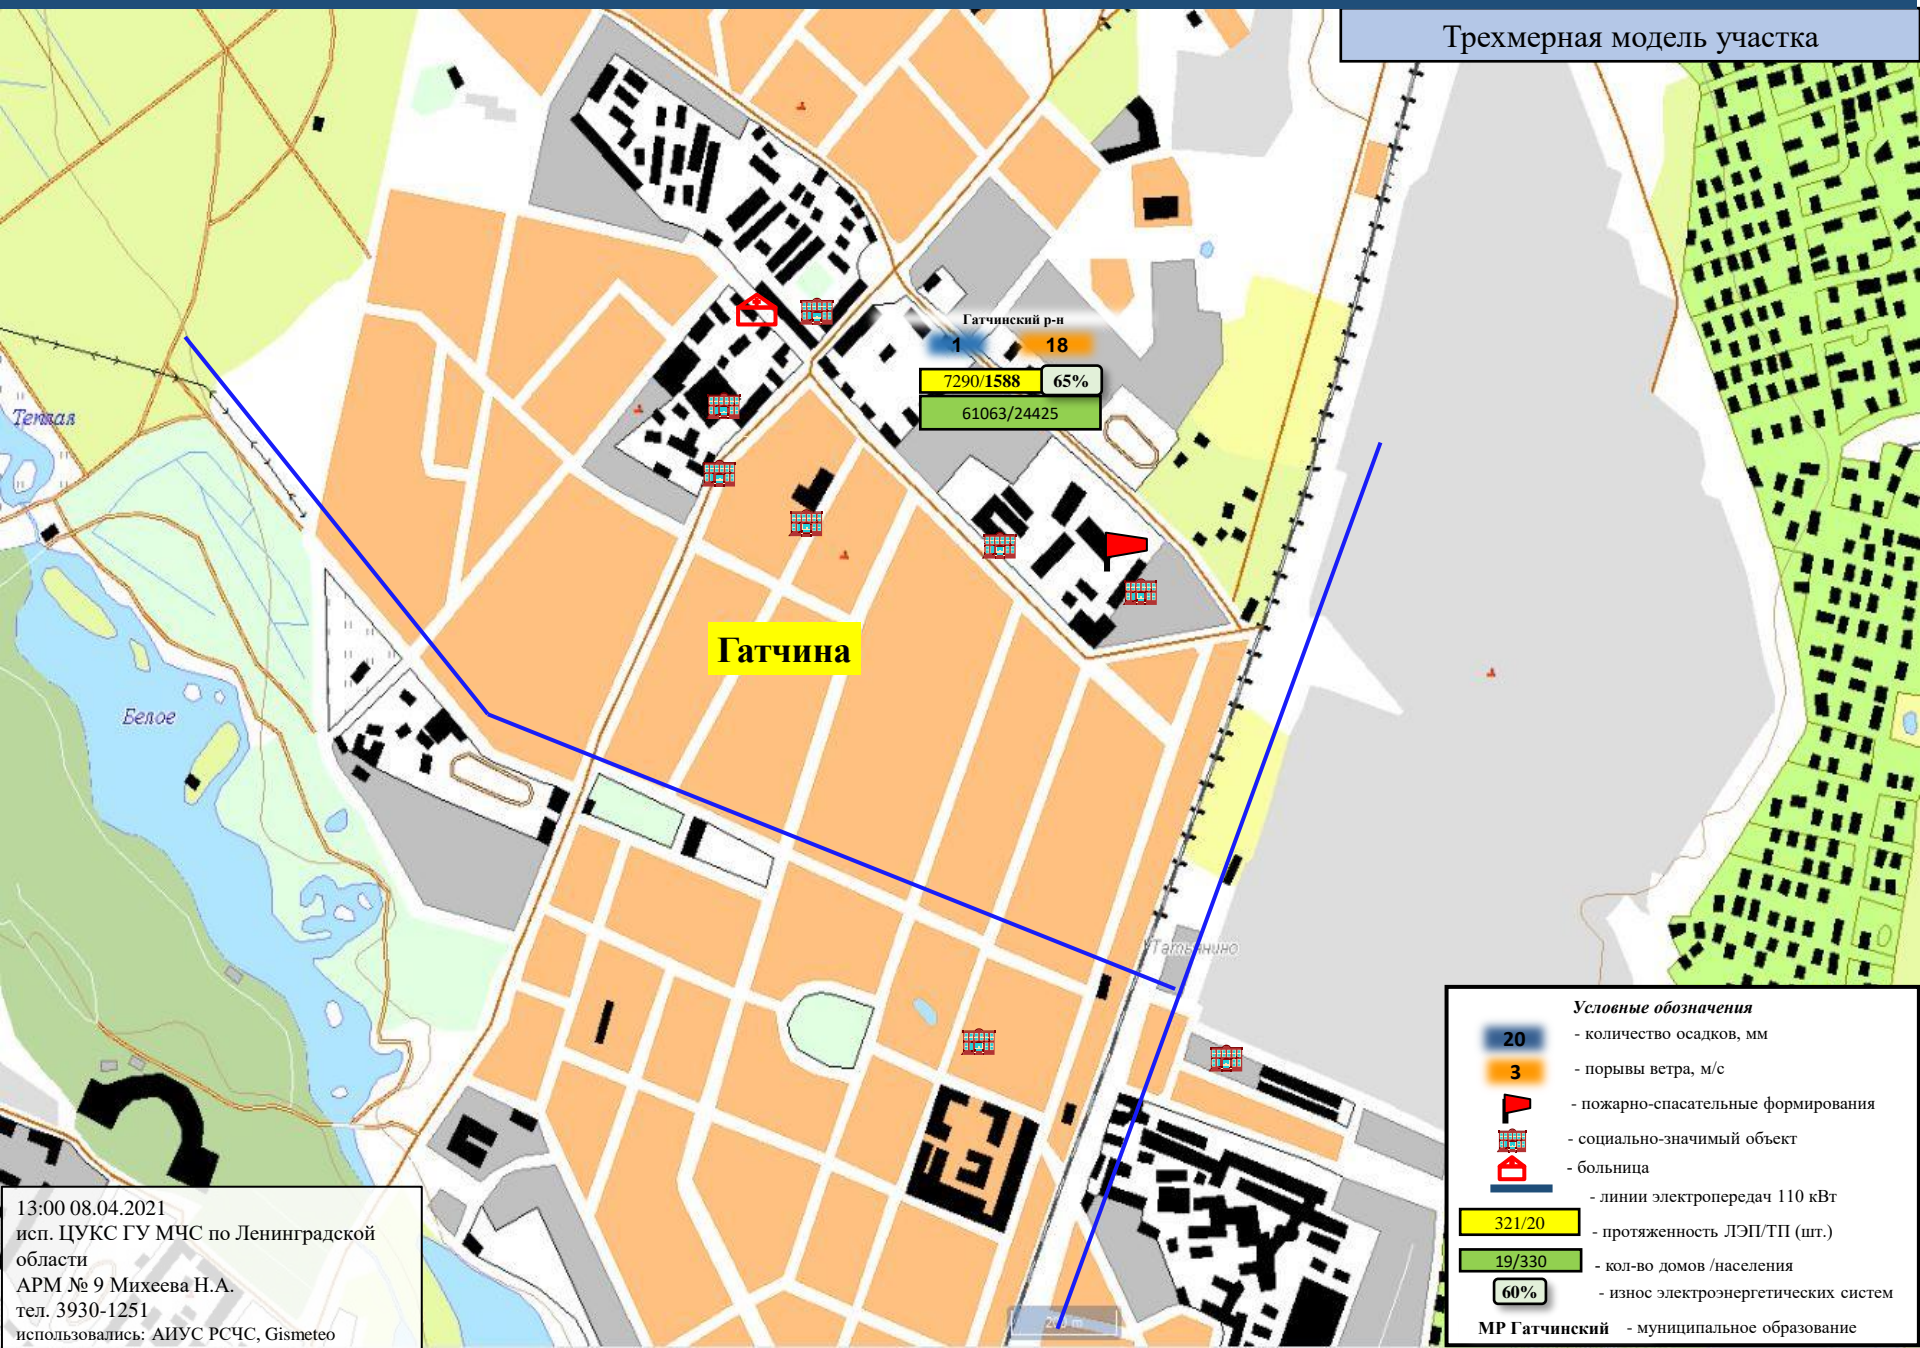 Трехмерная модель участка
Гатчинский р-н
1
18
7290/1588
65%
61063/24425
Теплая
Гатчина
Белое
Татьянино
Условные обозначения
20 - количество осадков, мм
3 - порывы ветра, м/с
- пожарно-спасательные формирования
- социально-значимый объект
- больница
- линии электропередач 110 кВт
321/20 - протяженность ЛЭП/ТП (шт.)
19/330 - кол-во домов /населения
60% - износ электроэнергетических систем
МР Гатчинский - муниципальное образование
13:00 08.04.2021
исп. ЦУКС ГУ МЧС по Ленинградской
области
АРМ № 9 Михеева Н.А.
тел. 3930-1251
использовались: АИУС РСЧС, Gismeteo